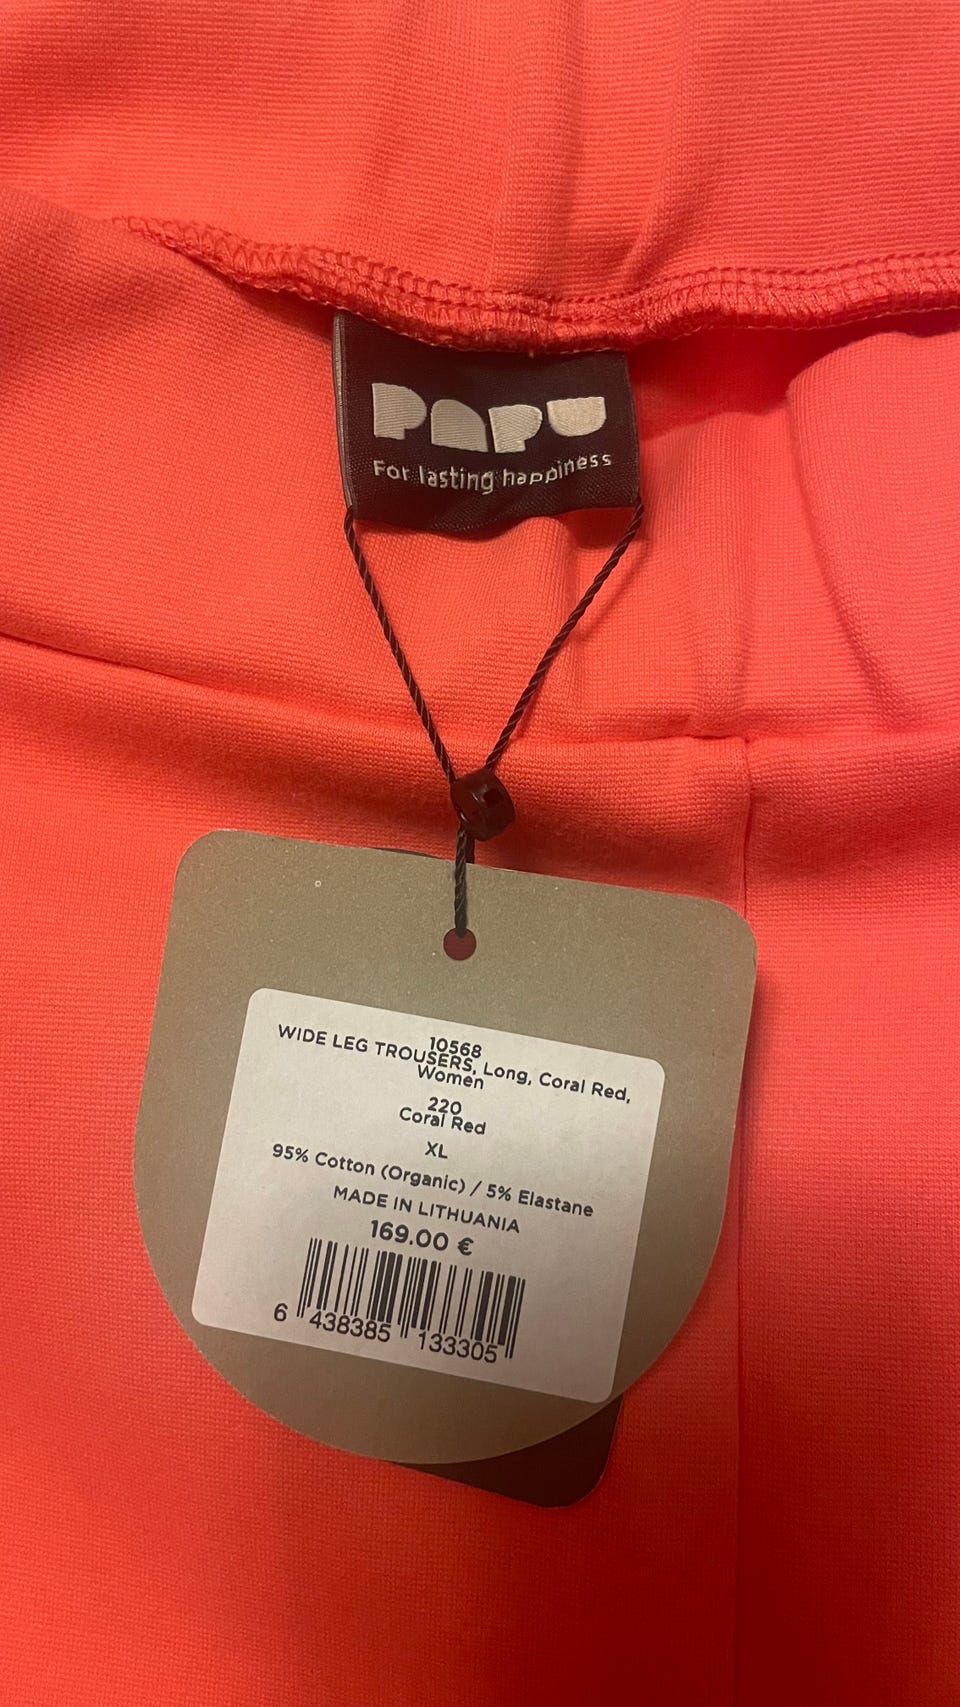 PAPU
For lasting happiness
10568
WIDE LEG TROUSERS, Long, Coral Red,
Women
220
Coral Red
XL
95% Cotton (Organic) / 5% Elastane
MADE IN LITHUANIA
169.00 €
6 438385 133305